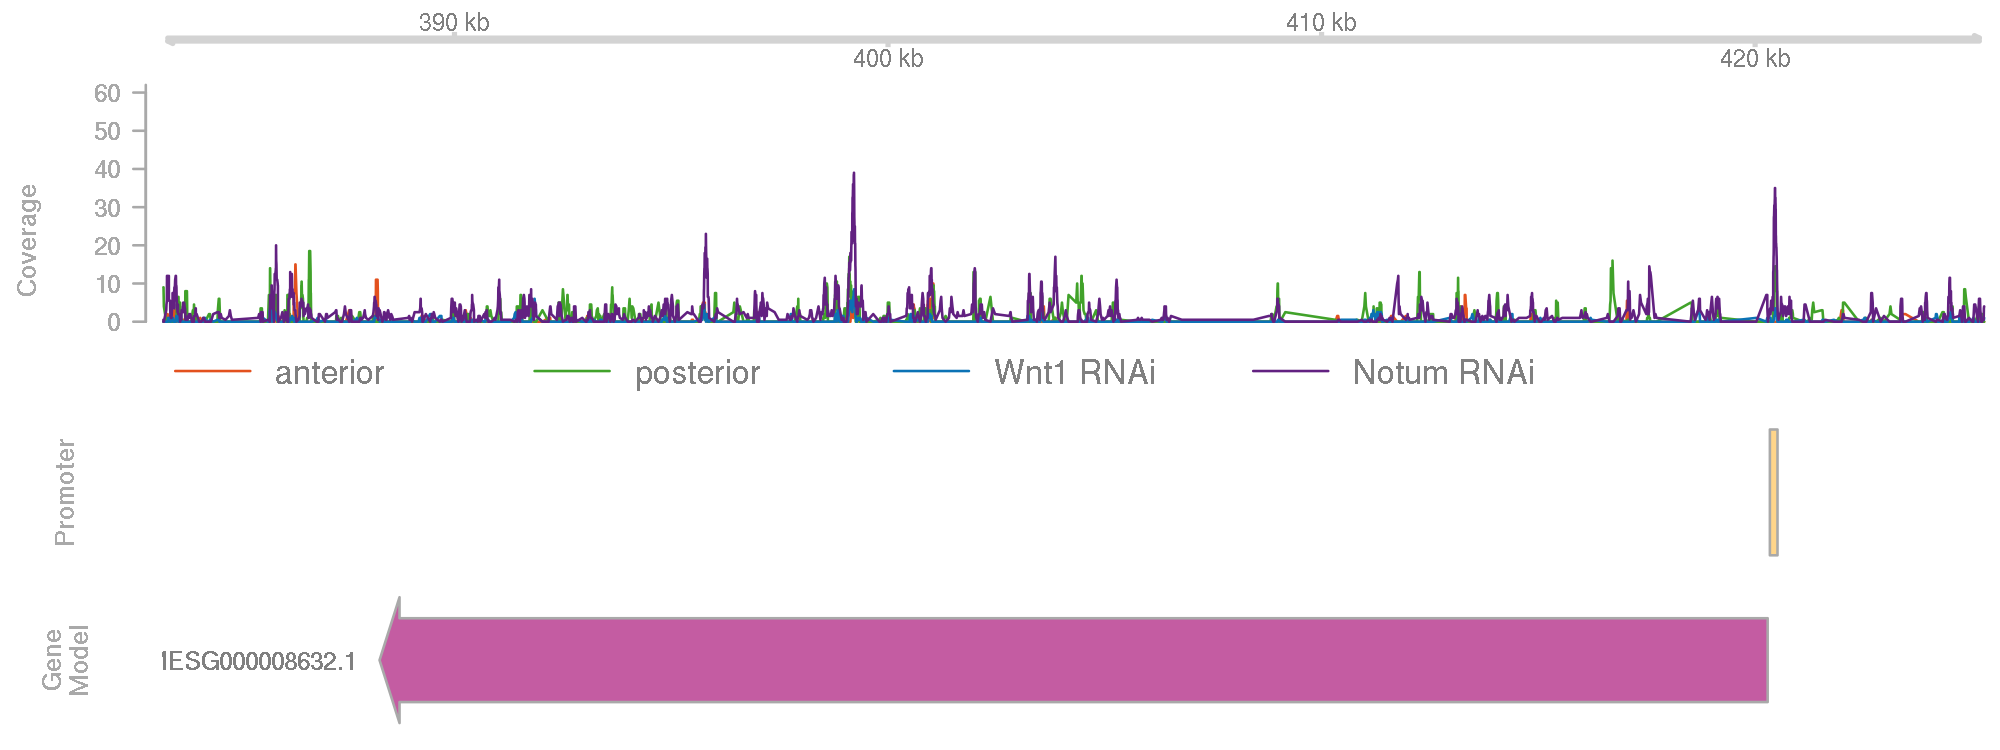 390 kb
410 kb
400 kb
420 kb
60
50
40
30
20
10
0
Coverage
anterior
posterior
Wnt1 RNAi
Notum RNAi
Promoter
Gene
Model
1ESG000008632.1